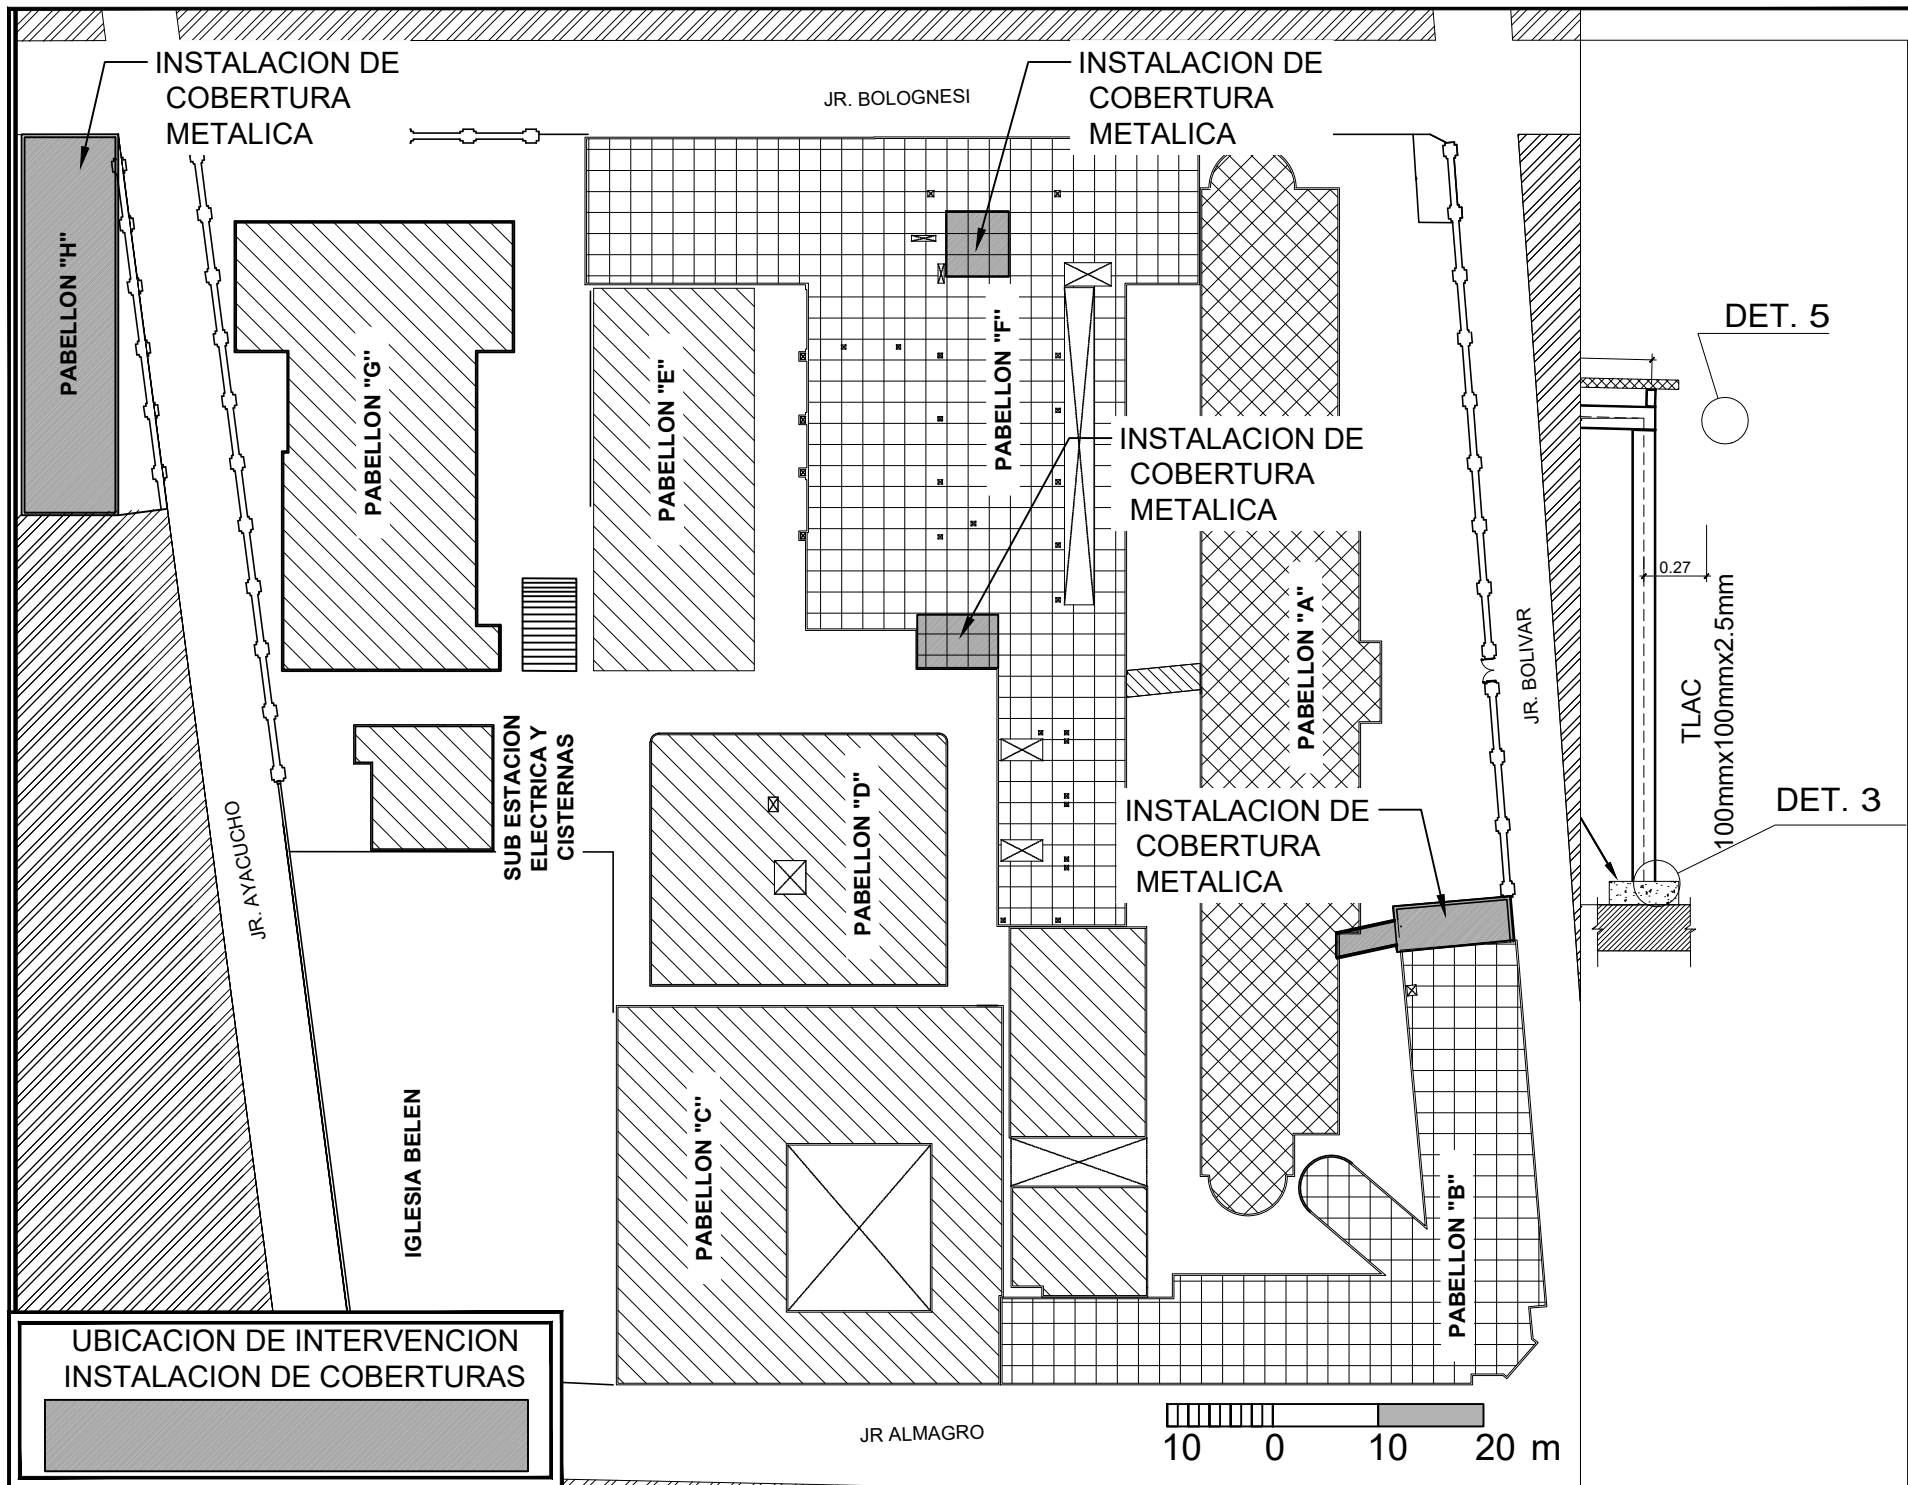 INSTALACION DE
COBERTURA
METALICA
INSTALACION DE
COBERTURA
METALICA
JR. BOLOGNESI
PABELLON "H"
PABELLON "G"
PABELLON "E"
PABELLON "F"
DET. 5
INSTALACION DE
COBERTURA
METALICA
0.27
TLAC
100mmx100mmx2.5mm
PABELLON "A"
JR. BOLIVAR
SUB ESTACION
ELECTRICA Y
CISTERNAS
PABELLON "D"
JR. AYACUCHO
INSTALACION DE
COBERTURA
METALICA
DET. 3
IGLESIA BELEN
PABELLON "C"
PABELLON "B"
UBICACION DE INTERVENCION
INSTALACION DE COBERTURAS
JR ALMAGRO
10 0 10 20 m